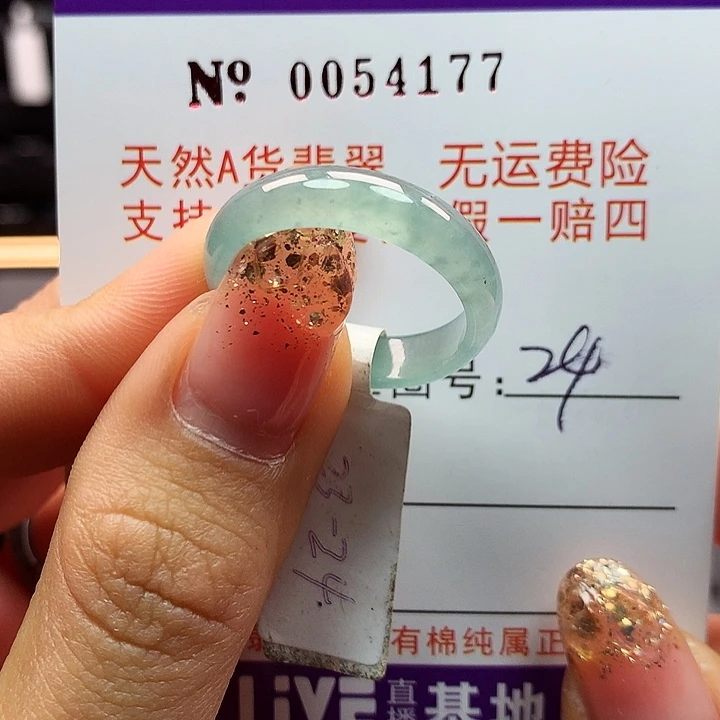 Nº 0054177
天然A货翡翠 无运费险
支持 假一赔四
圈号: 24
23-24
有棉纯属正
LIVE 直播 基地